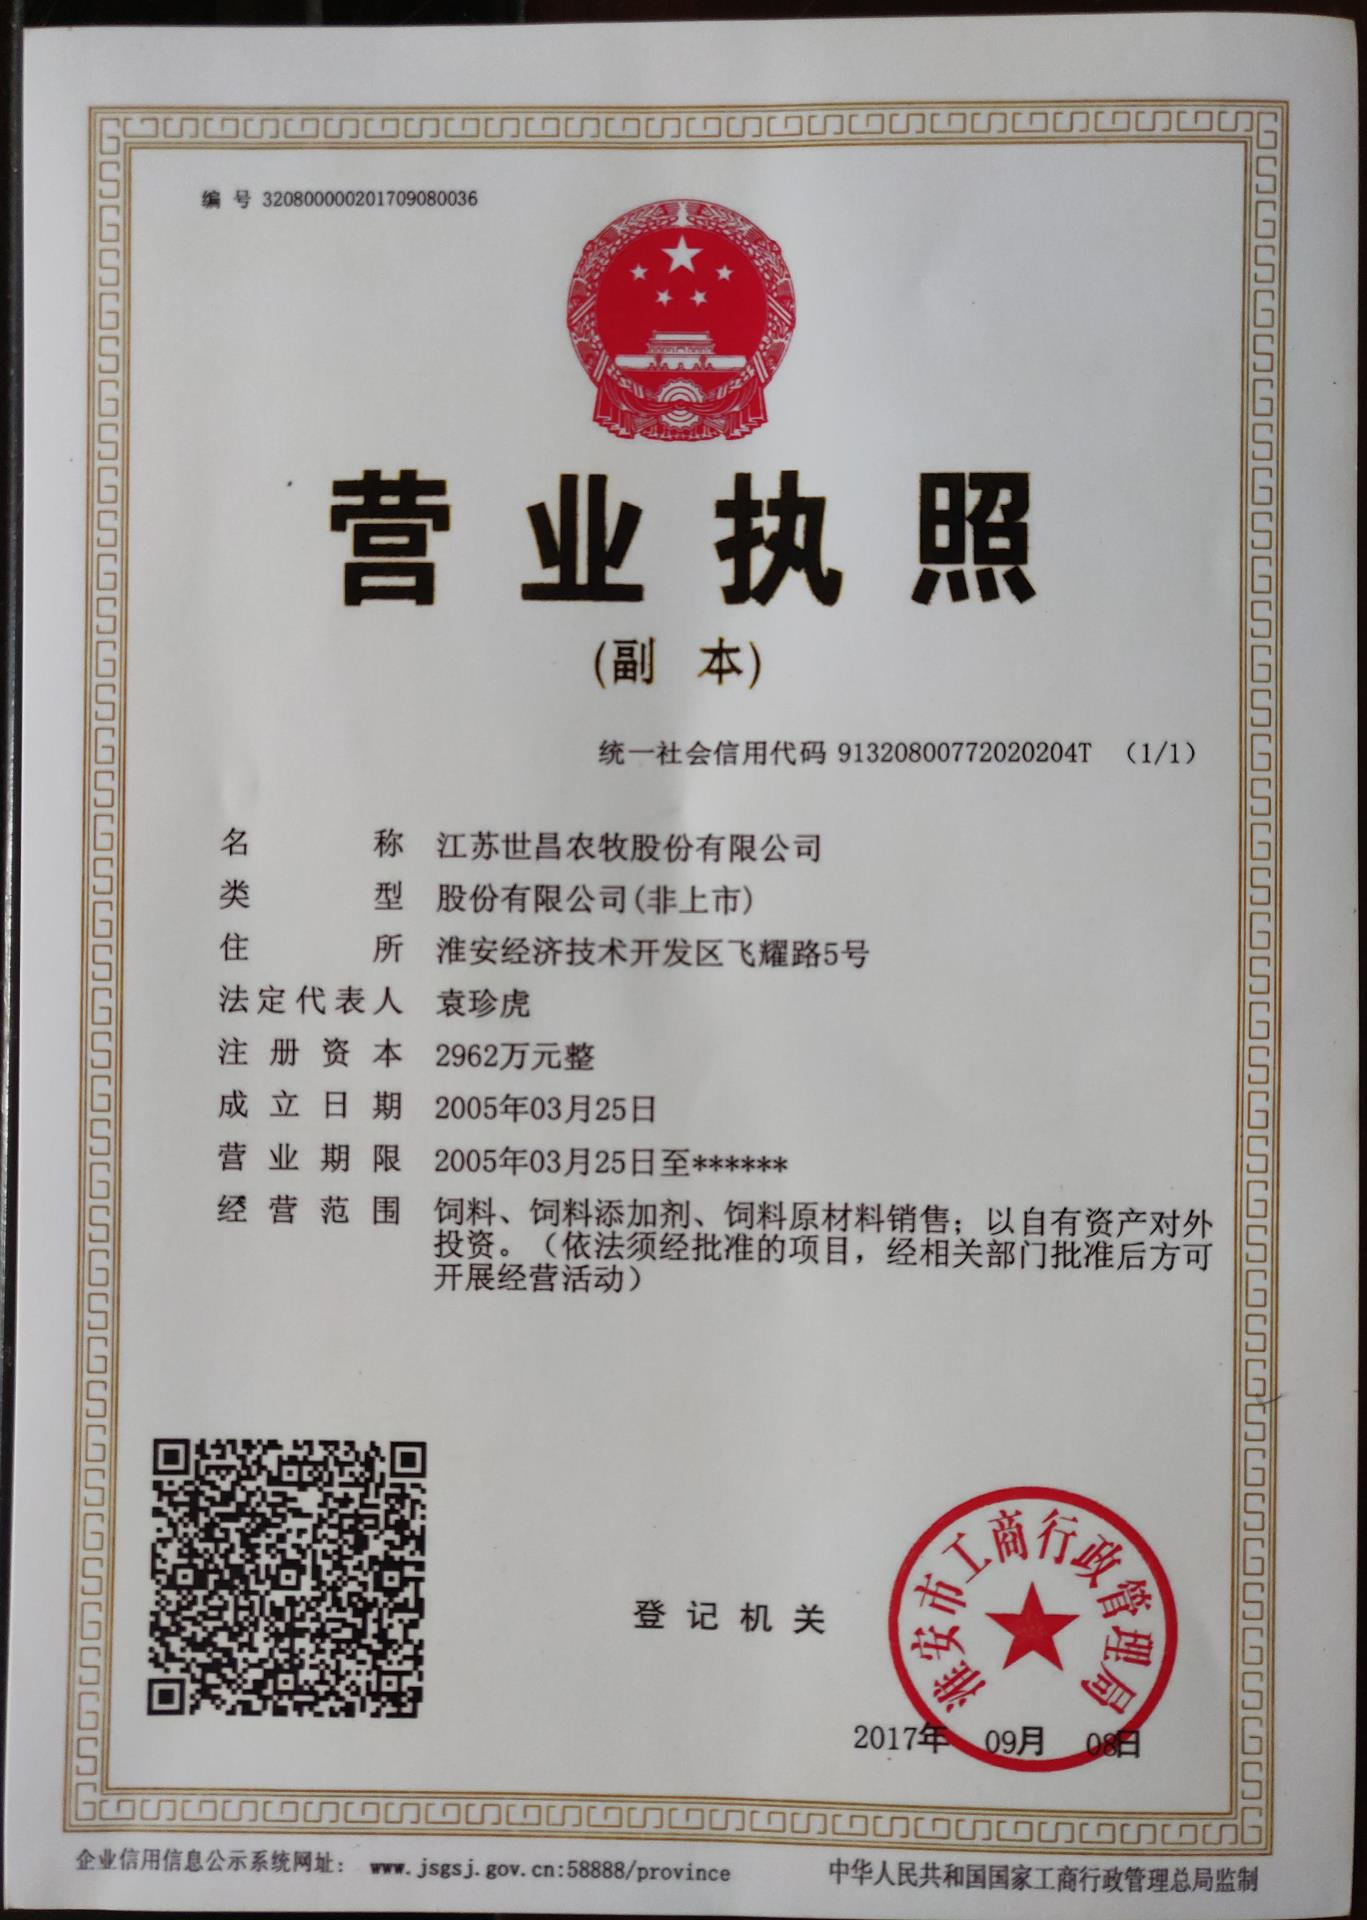 编 号 320800000201709080036
营业执照
(副 本)
统一社会信用代码 91320800772020204T (1/1)
名称 江苏世昌农牧股份有限公司
类型 股份有限公司(非上市)
住所 淮安经济技术开发区飞耀路5号
法定代表人 袁珍虎
注册资本 2962万元整
成立日期 2005年03月25日
营业期限 2005年03月25日至******
经营范围 饲料、饲料添加剂、饲料原材料销售；以自有资产对外
投资。（依法须经批准的项目，经相关部门批准后方可
开展经营活动）
淮安市工商行政管理局
登记机关
2017年 09月 08日
企业信用信息公示系统网址： www.jsgsj.gov.cn:58888/province
中华人民共和国国家工商行政管理总局监制